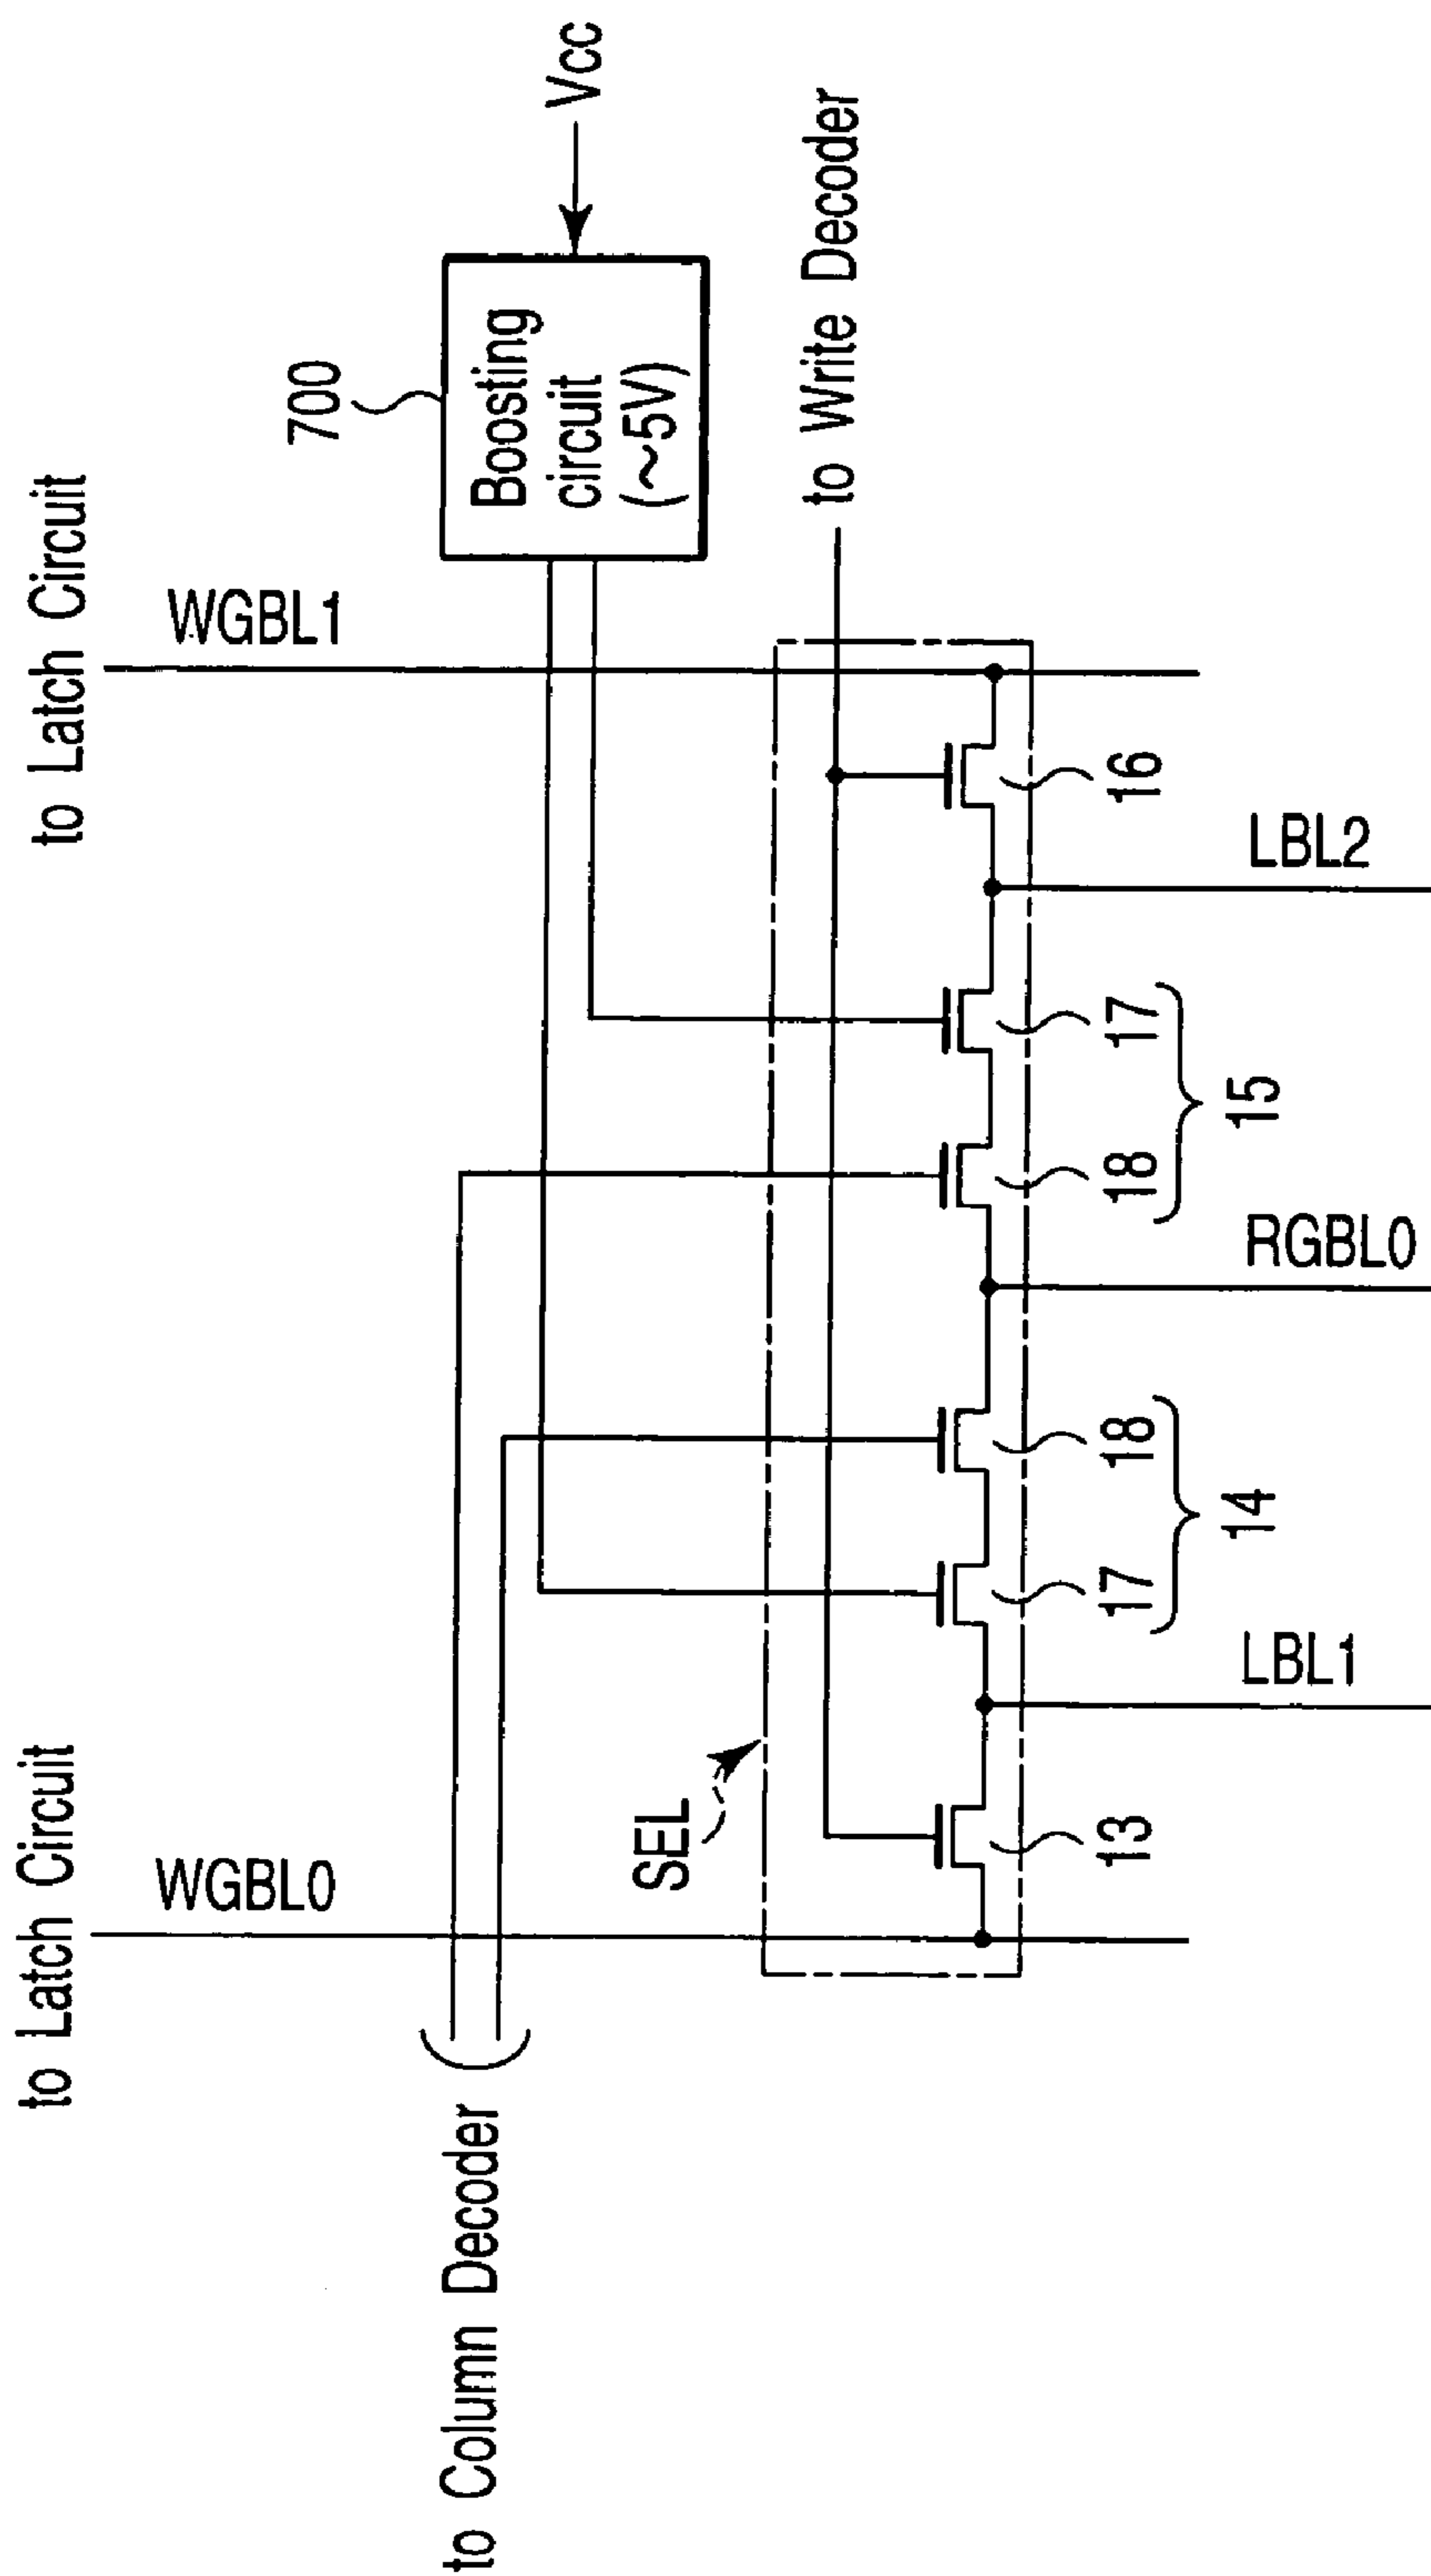 to Latch Circuit
to Latch Circuit
WGBL0
WGBL1
700
Vcc
Boosting
circuit
(~5V)
to Column Decoder
to Write Decoder
SEL
13
17
18
18
17
16
14
15
LBL1
RGBL0
LBL2